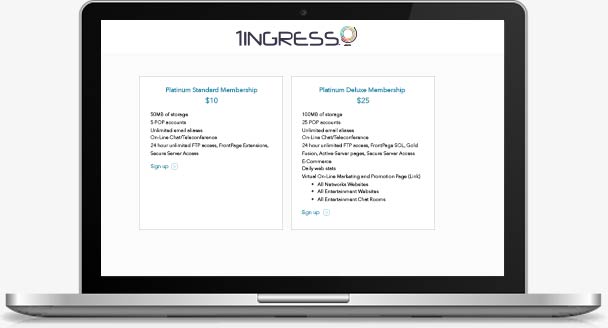 1INGRESS
Platinum Standard Membership
$10
50MB of storage
5 POP accounts
Unlimited email aliases
On-Line Chat/Teleconference
24 hour unlimited FTP access, FrontPage Extensions,
Secure Server Access
Sign up
Platinum Deluxe Membership
$25
100MB of storage
25 POP accounts
Unlimited email aliases
On-Line Chat/Teleconference
24 hour unlimited FTP access, FrontPage SQL, Gold
Fusion, Active-Server pages, Secure Server Access
E-Commerce
Daily web stats
Virtual On-Line Marketing and Promotion Page (Link)
• All Networks Websites
• All Entertainment Websites
• All Entertainment Chat Rooms
Sign up